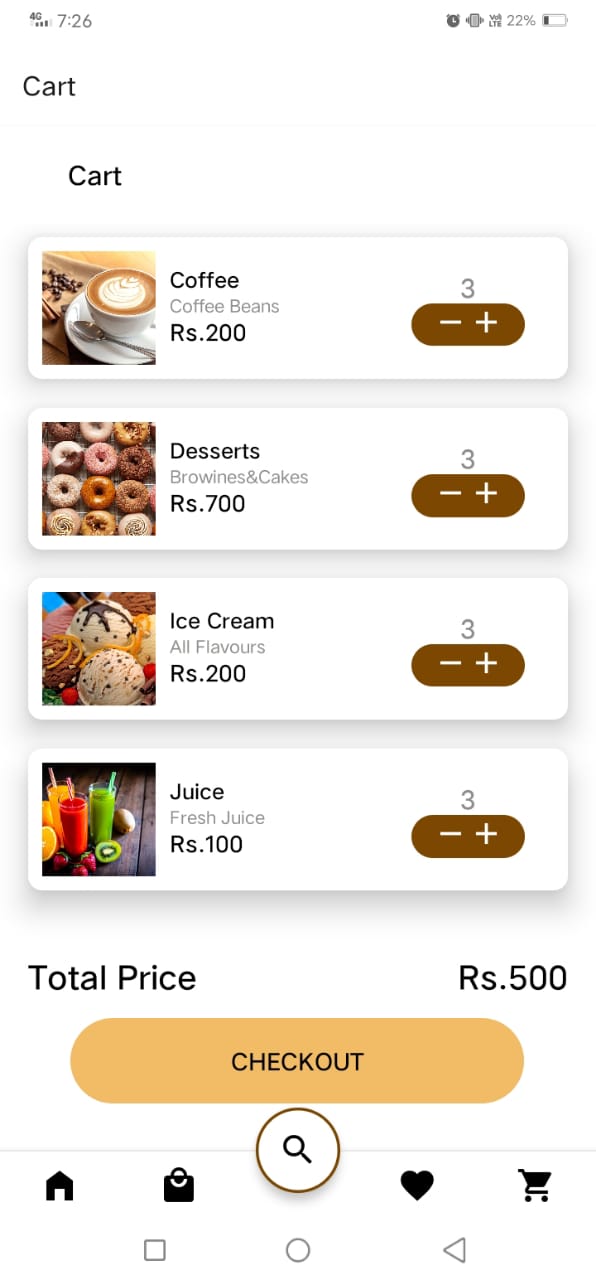 4G 7:26 VoI LTE 22%
Cart
Cart
Coffee
Coffee Beans
Rs.200
3
− +
Desserts
Browines&Cakes
Rs.700
3
− +
Ice Cream
All Flavours
Rs.200
3
− +
Juice
Fresh Juice
Rs.100
3
− +
Total Price Rs.500
CHECKOUT